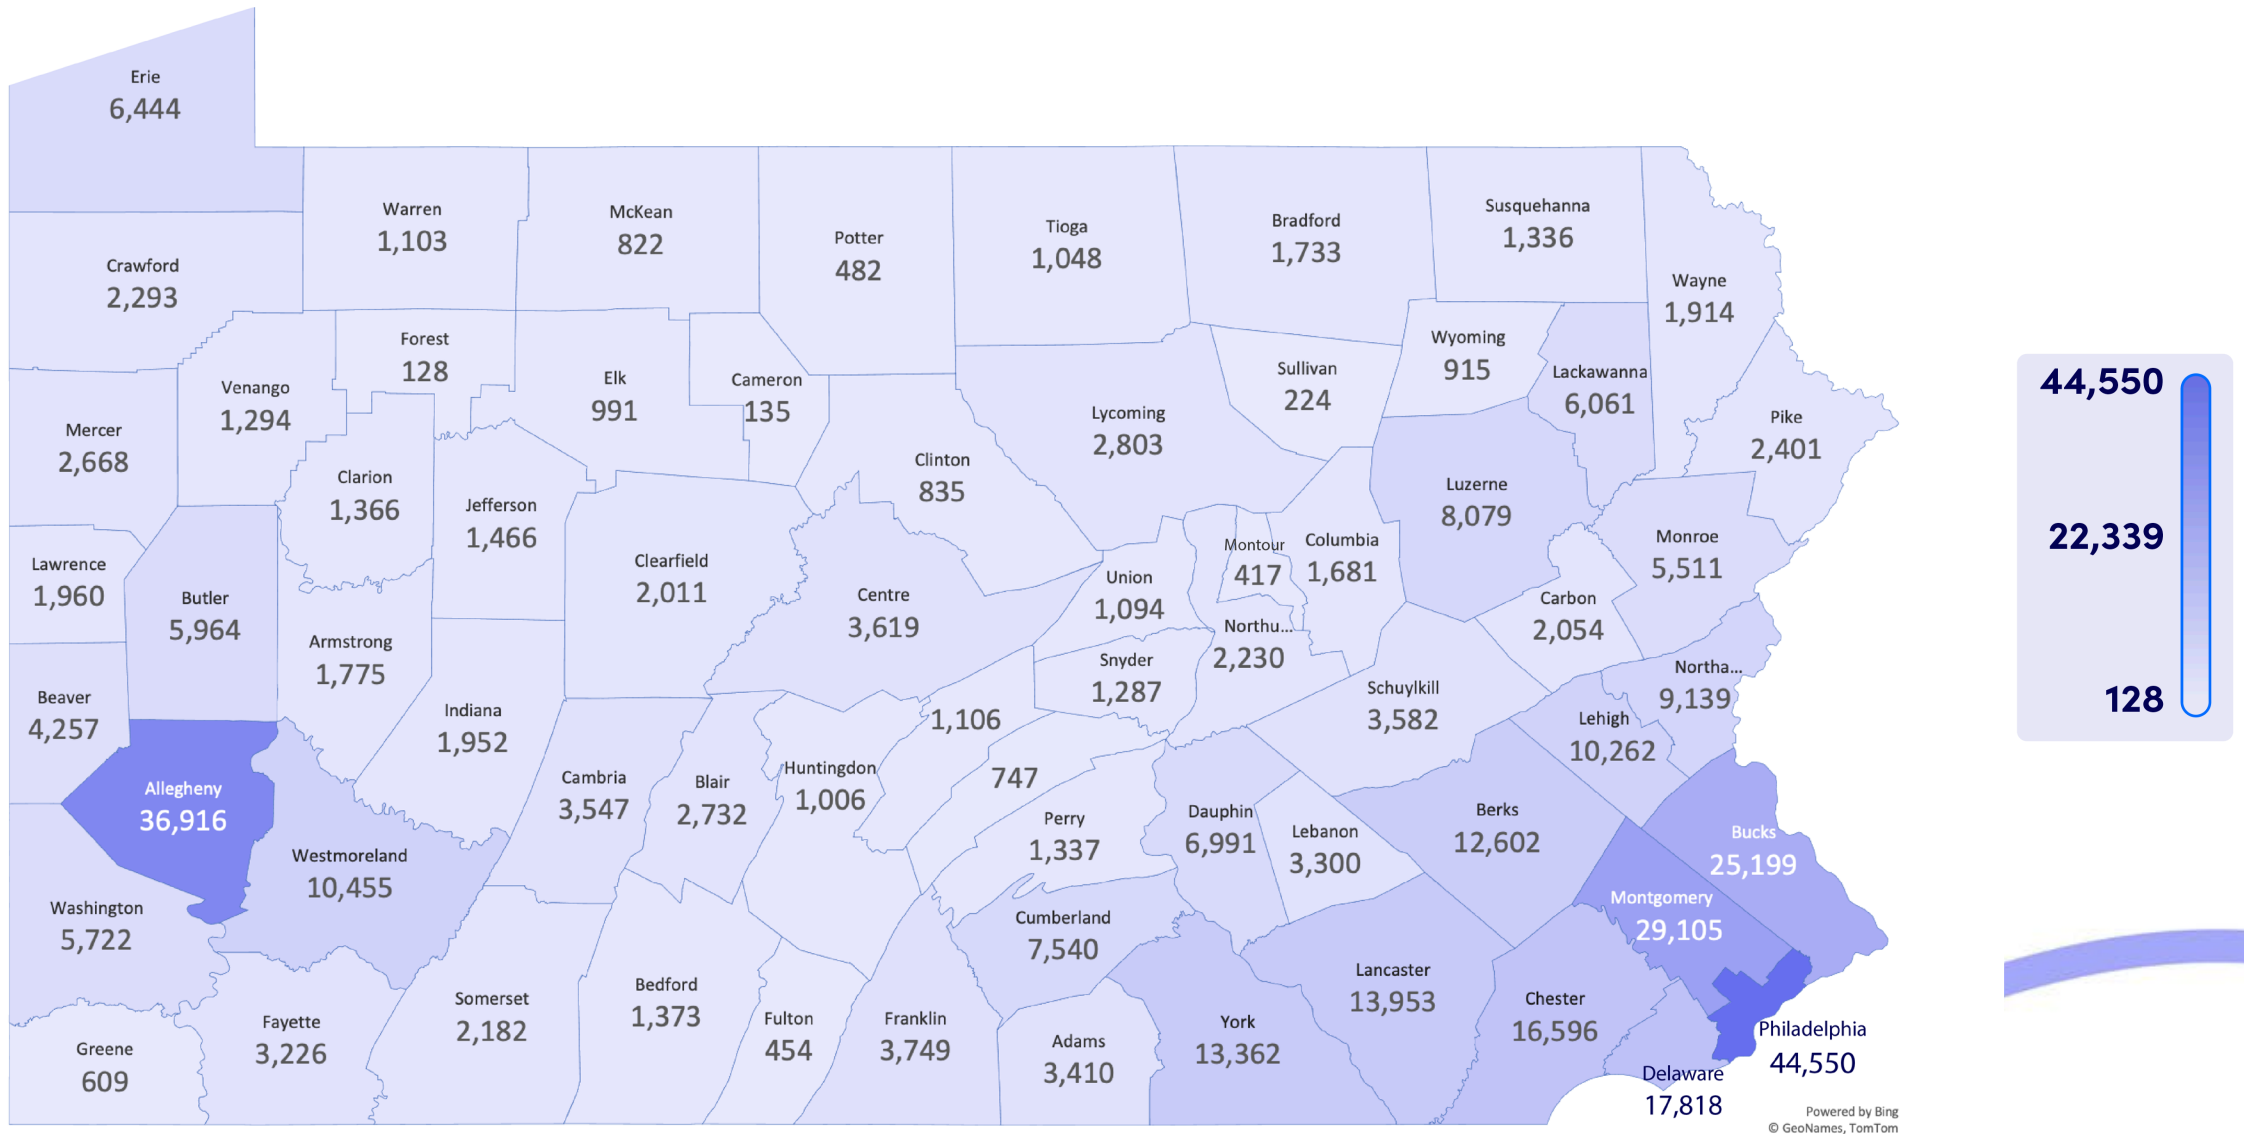 Erie
6,444
Warren
1,103
McKean
822
Potter
482
Tioga
1,048
Bradford
1,733
Susquehanna
1,336
Wayne
1,914
Crawford
2,293
Forest
128
Venango
1,294
Elk
991
Cameron
135
Sullivan
224
Wyoming
915
Lackawanna
6,061
Pike
2,401
44,550
22,339
128
Mercer
2,668
Clarion
1,366
Jefferson
1,466
Clinton
835
Lycoming
2,803
Luzerne
8,079
Monroe
5,511
Lawrence
1,960
Butler
5,964
Clearfield
2,011
Centre
3,619
Union
1,094
Montour
417
Columbia
1,681
Carbon
2,054
Armstrong
1,775
Northu...
2,230
Snyder
1,287
Schuylkill
3,582
Northa...
9,139
Beaver
4,257
Indiana
1,952
1,106
Lehigh
10,262
Allegheny
36,916
Cambria
3,547
Blair
2,732
Huntingdon
1,006
747
Perry
1,337
Dauphin
6,991
Lebanon
3,300
Berks
12,602
Bucks
25,199
Westmoreland
10,455
Washington
5,722
Cumberland
7,540
Montgomery
29,105
Greene
609
Fayette
3,226
Somerset
2,182
Bedford
1,373
Fulton
454
Franklin
3,749
Adams
3,410
York
13,362
Lancaster
13,953
Chester
16,596
Philadelphia
44,550
Delaware
17,818
Powered by Bing
© GeoNames, TomTom